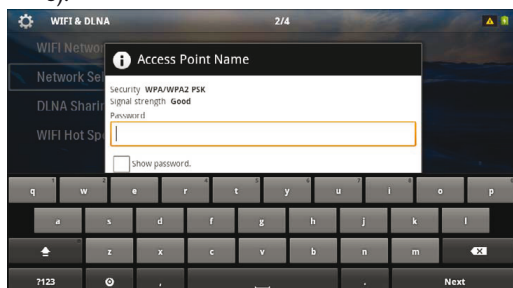 WIFI & DLNA 2/4
WIFI Networ
Access Point Name
Network Se
Security WPA/WPA2 PSK
Signal strength Good
DLNA Sharin
Password
WIFI Hot Sp
Show password.
q w e r t y u i o p
a s d f g h j k l
z x c v b n m
?123 , . Next